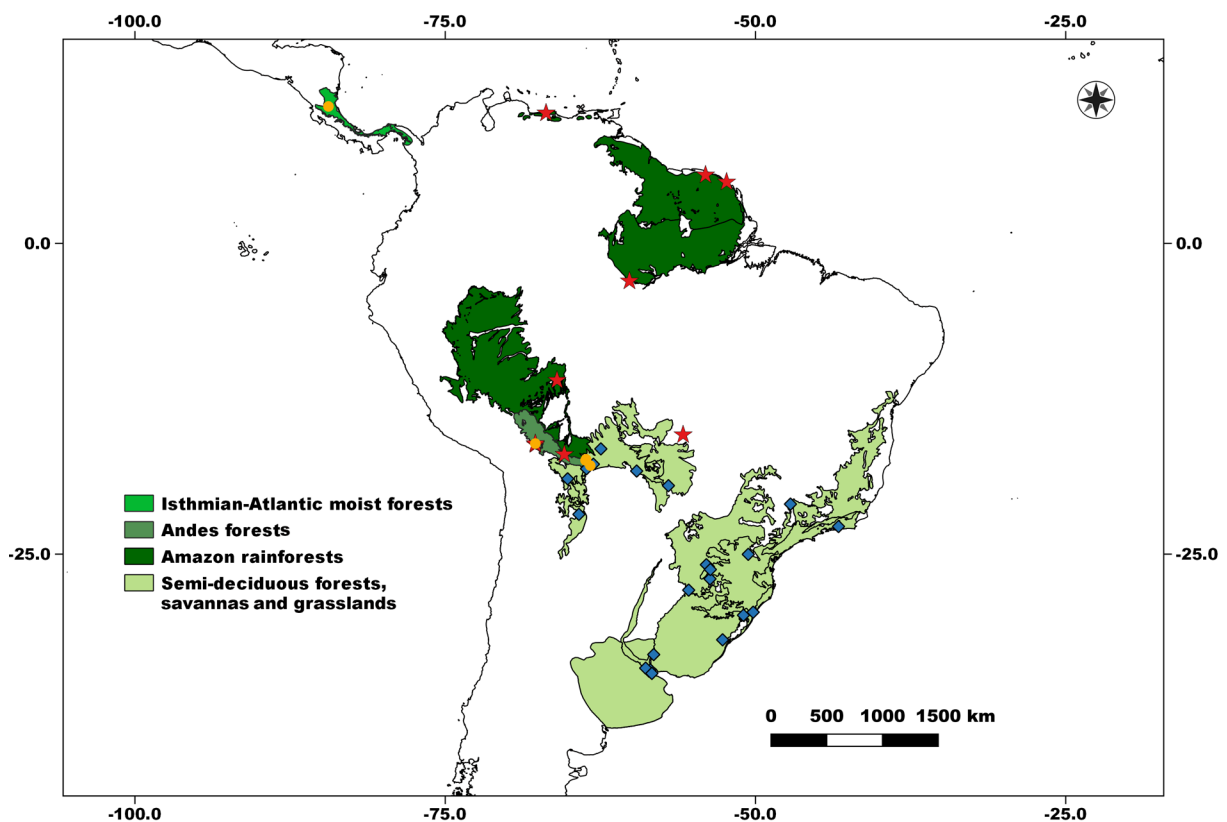 -100.0 -75.0 -50.0 -25.0
0.0 0.0
Isthmian-Atlantic moist forests
Andes forests
Amazon rainforests
Semi-deciduous forests,
savannas and grasslands
-25.0 -25.0
0 500 1000 1500 km
-100.0 -75.0 -50.0 -25.0